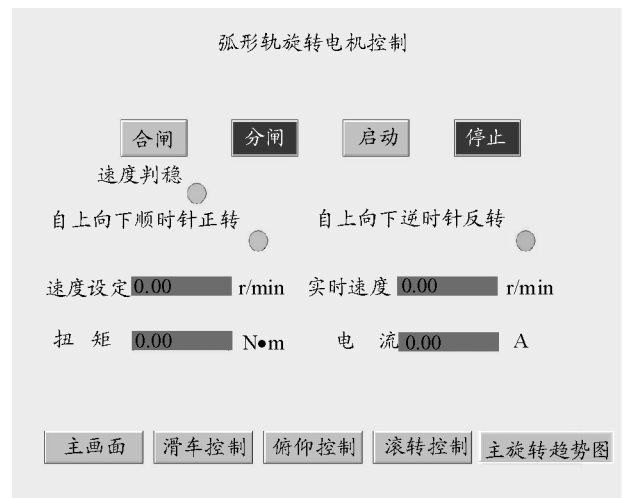 弧形轨旋转电机控制
合闸 分闸 启动 停止
速度判稳
自上向下顺时针正转 自上向下逆时针反转
速度设定 0.00 r/min 实时速度 0.00 r/min
扭 矩 0.00 N•m 电 流 0.00 A
主画面 滑车控制 俯仰控制 滚转控制 主旋转趋势图